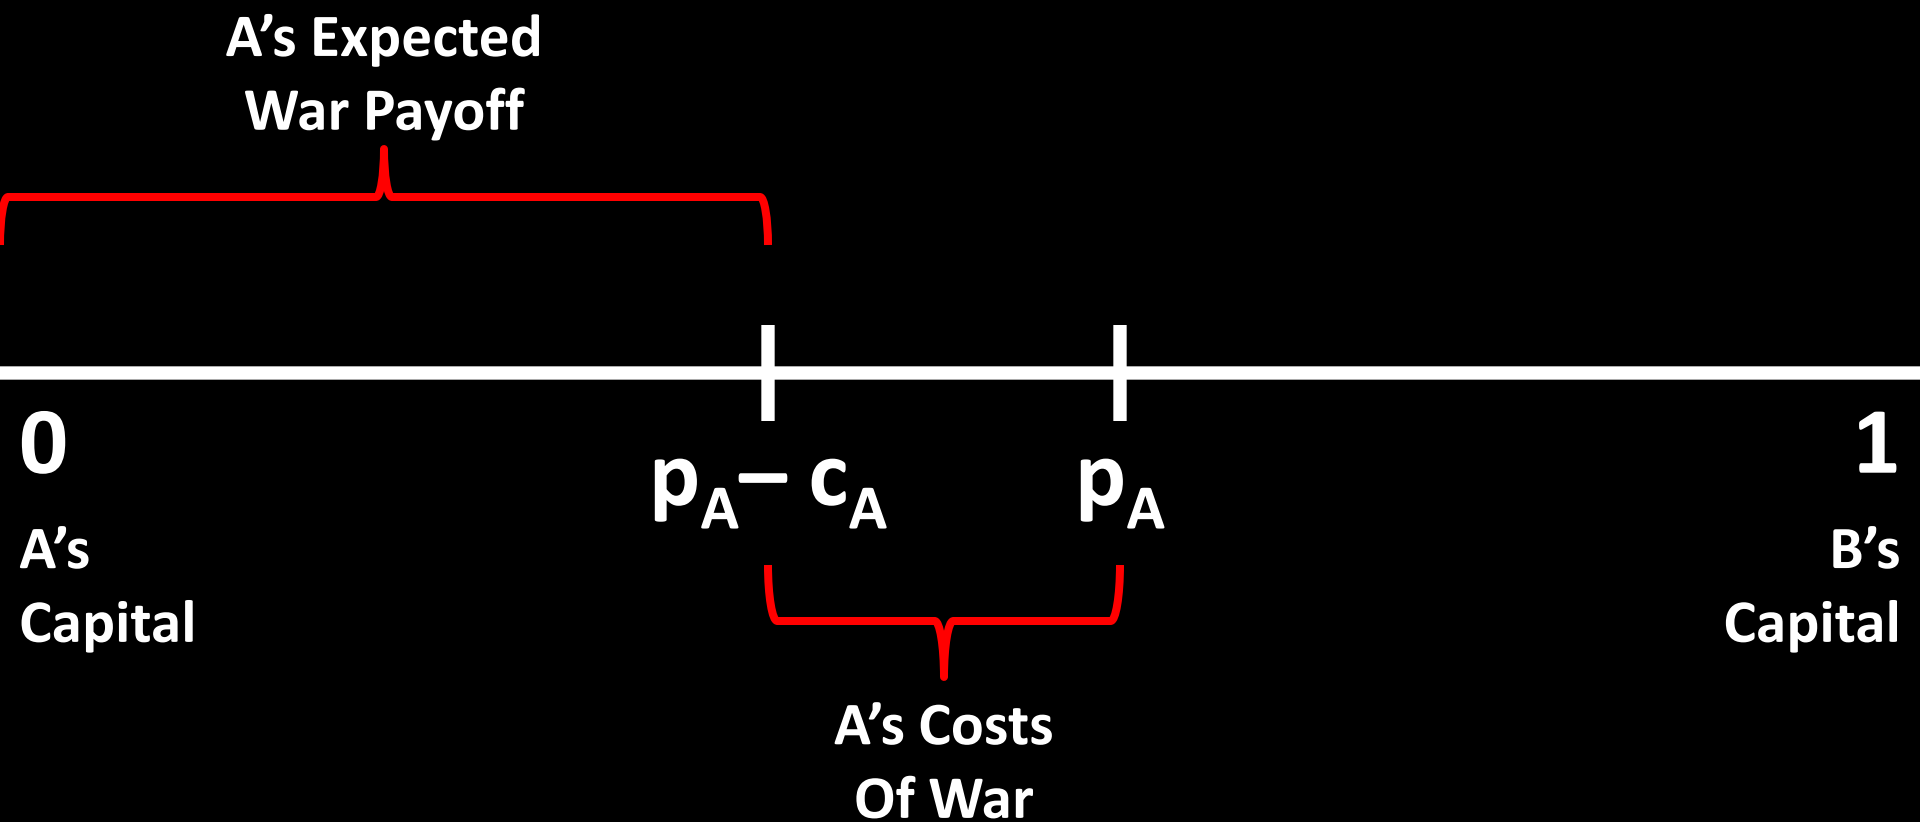 A’s Expected
War Payoff
0
pA– cA
pA
1
A’s
Capital
B’s
Capital
A’s Costs
Of War